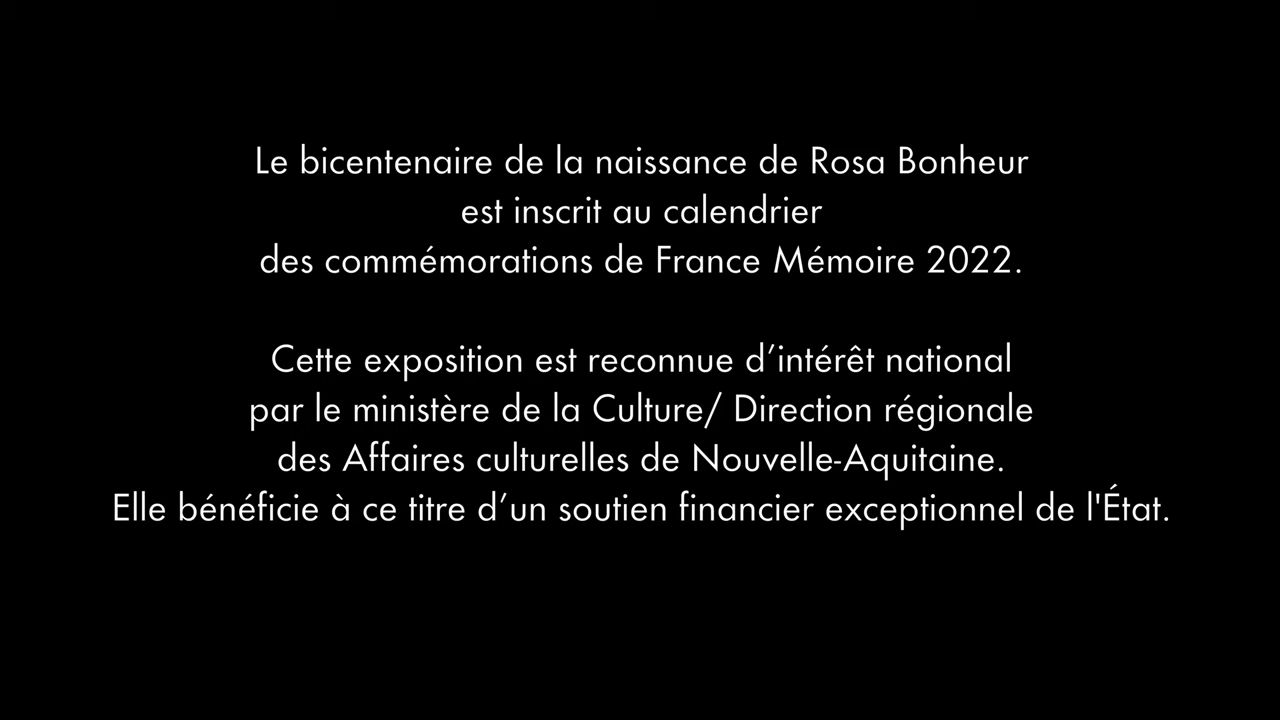 Le bicentenaire de la naissance de Rosa Bonheur
est inscrit au calendrier
des commémorations de France Mémoire 2022.
Cette exposition est reconnue d’intérêt national
par le ministère de la Culture/ Direction régionale
des Affaires culturelles de Nouvelle-Aquitaine.
Elle bénéficie à ce titre d’un soutien financier exceptionnel de l'État.